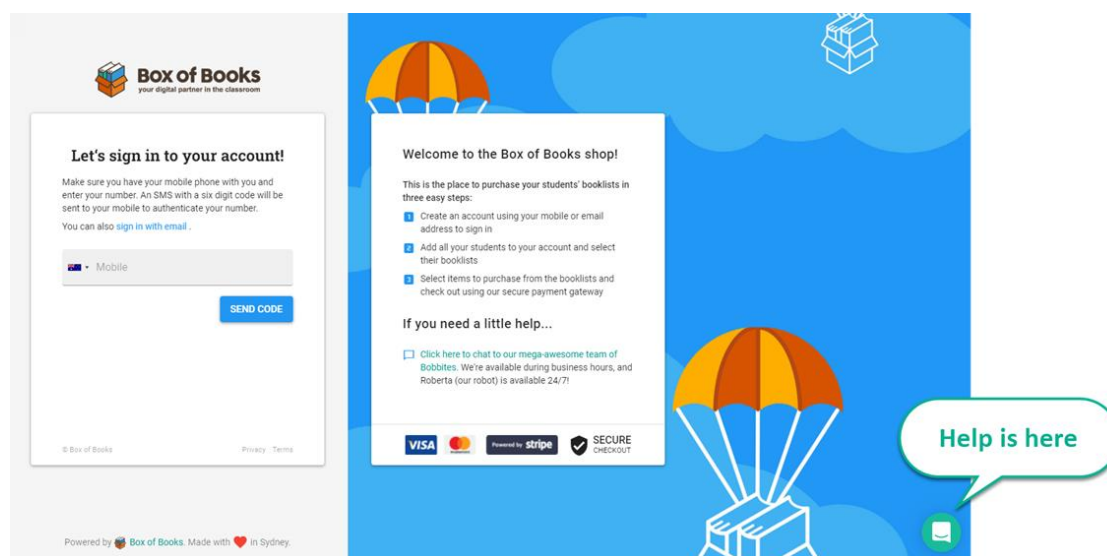 Box of Books
your digital partner in the classroom
Let's sign in to your account!
Make sure you have your mobile phone with you and
enter your number. An SMS with a six digit code will be
sent to your mobile to authenticate your number.
You can also sign in with email .
Mobile
SEND CODE
© Box of Books
Privacy Terms
Powered by Box of Books. Made with in Sydney.
Welcome to the Box of Books shop!
This is the place to purchase your students' booklists in
three easy steps:
1 Create an account using your mobile or email
address to sign in
2 Add all your students to your account and select
their booklists
3 Select items to purchase from the booklists and
check out using our secure payment gateway
If you need a little help...
Click here to chat to our mega-awesome team of
Bobbites. We're available during business hours, and
Roberta (our robot) is available 24/7!
VISA
Powered by stripe
SECURE
CHECKOUT
Help is here